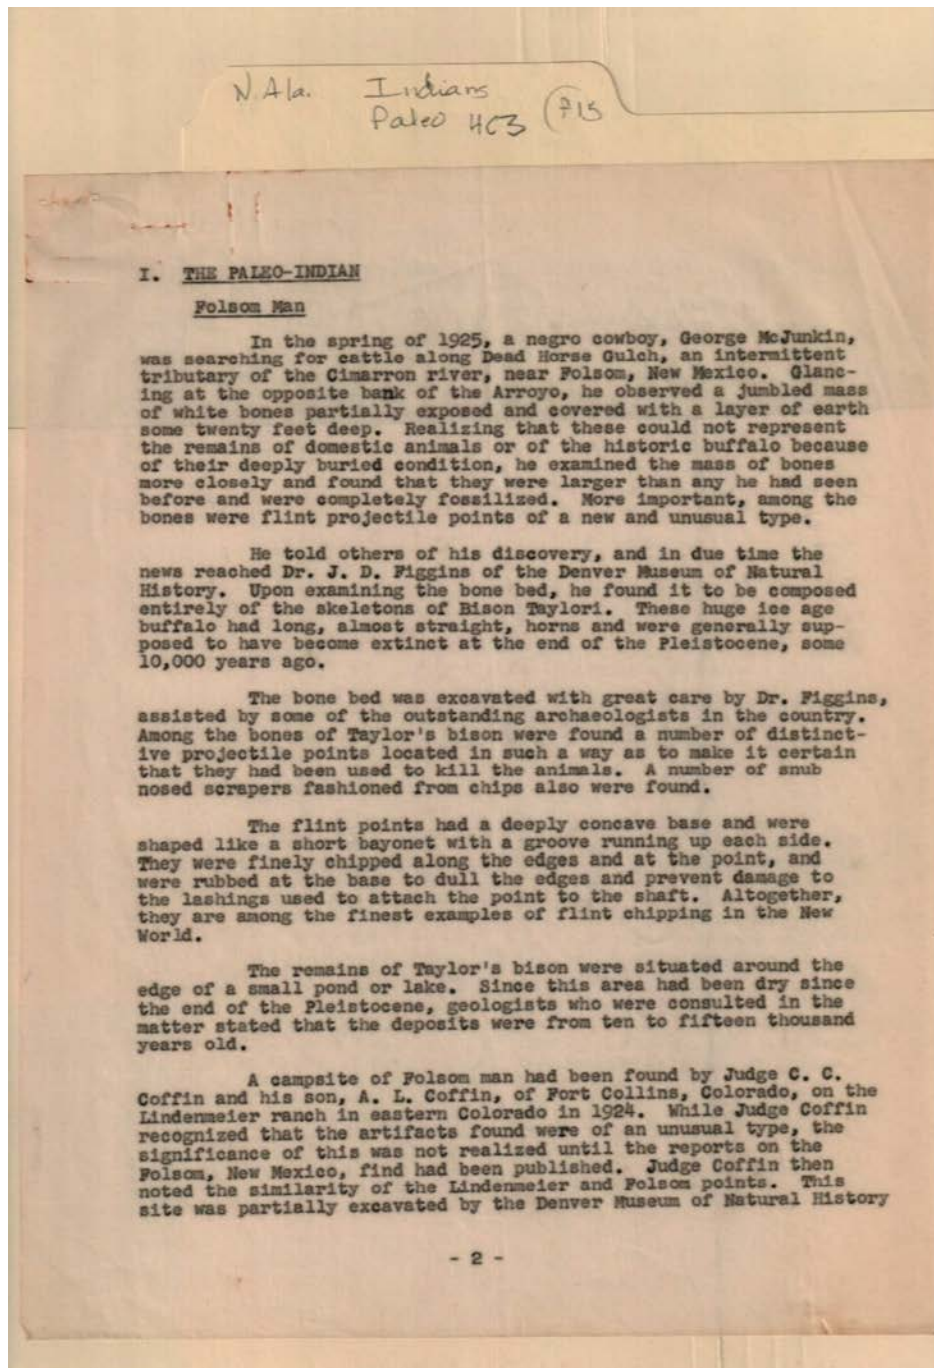 N. Ala. Indians
Paleo HC3 P15
I. THE PALEO-INDIAN
Folsom Man
In the spring of 1925, a negro cowboy, George McJunkin,
was searching for cattle along Dead Horse Gulch, an intermittent
tributary of the Cimarron river, near Folsom, New Mexico. Glanc-
ing at the opposite bank of the Arroyo, he observed a jumbled mass
of white bones partially exposed and covered with a layer of earth
some twenty feet deep. Realizing that these could not represent
the remains of domestic animals or of the historic buffalo because
of their deeply buried condition, he examined the mass of bones
more closely and found that they were larger than any he had seen
before and were completely fossilized. More important, among the
bones were flint projectile points of a new and unusual type.
He told others of his discovery, and in due time the
news reached Dr. J. D. Figgins of the Denver Museum of Natural
History. Upon examining the bone bed, he found it to be composed
entirely of the skeletons of Bison Taylori. These huge ice age
buffalo had long, almost straight, horns and were generally sup-
posed to have become extinct at the end of the Pleistocene, some
10,000 years ago.
The bone bed was excavated with great care by Dr. Figgins,
assisted by some of the outstanding archaeologists in the country.
Among the bones of Taylor's bison were found a number of distinct-
ive projectile points located in such a way as to make it certain
that they had been used to kill the animals. A number of snub
nosed scrapers fashioned from chips also were found.
The flint points had a deeply concave base and were
shaped like a short bayonet with a groove running up each side.
They were finely chipped along the edges and at the point, and
were rubbed at the base to dull the edges and prevent damage to
the lashings used to attach the point to the shaft. Altogether,
they are among the finest examples of flint chipping in the New
World.
The remains of Taylor's bison were situated around the
edge of a small pond or lake. Since this area had been dry since
the end of the Pleistocene, geologists who were consulted in the
matter stated that the deposits were from ten to fifteen thousand
years old.
A campsite of Folsom man had been found by Judge C. C.
Coffin and his son, A. L. Coffin, of Fort Collins, Colorado, on the
Lindenmeier ranch in eastern Colorado in 1924. While Judge Coffin
recognized that the artifacts found were of an unusual type, the
significance of this was not realized until the reports on the
Folsom, New Mexico, find had been published. Judge Coffin then
noted the similarity of the Lindenmeier and Folsom points. This
site was partially excavated by the Denver Museum of Natural History
- 2 -